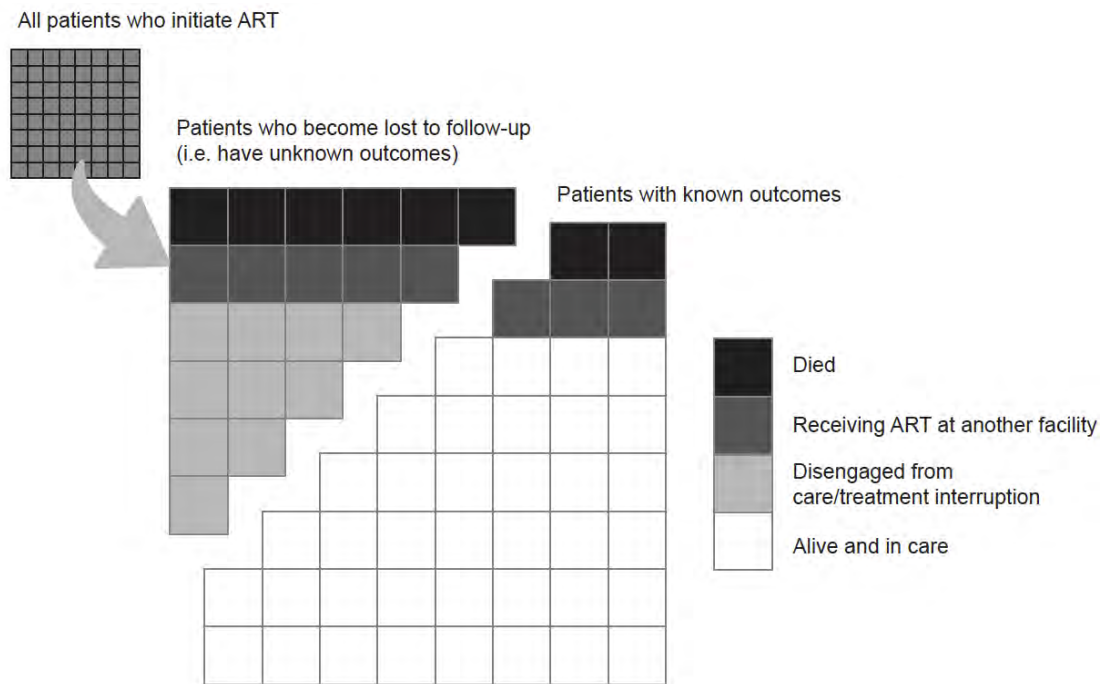 All patients who initiate ART
Patients who become lost to follow-up
(i.e. have unknown outcomes)
Patients with known outcomes
Died
Receiving ART at another facility
Disengaged from
care/treatment interruption
Alive and in care